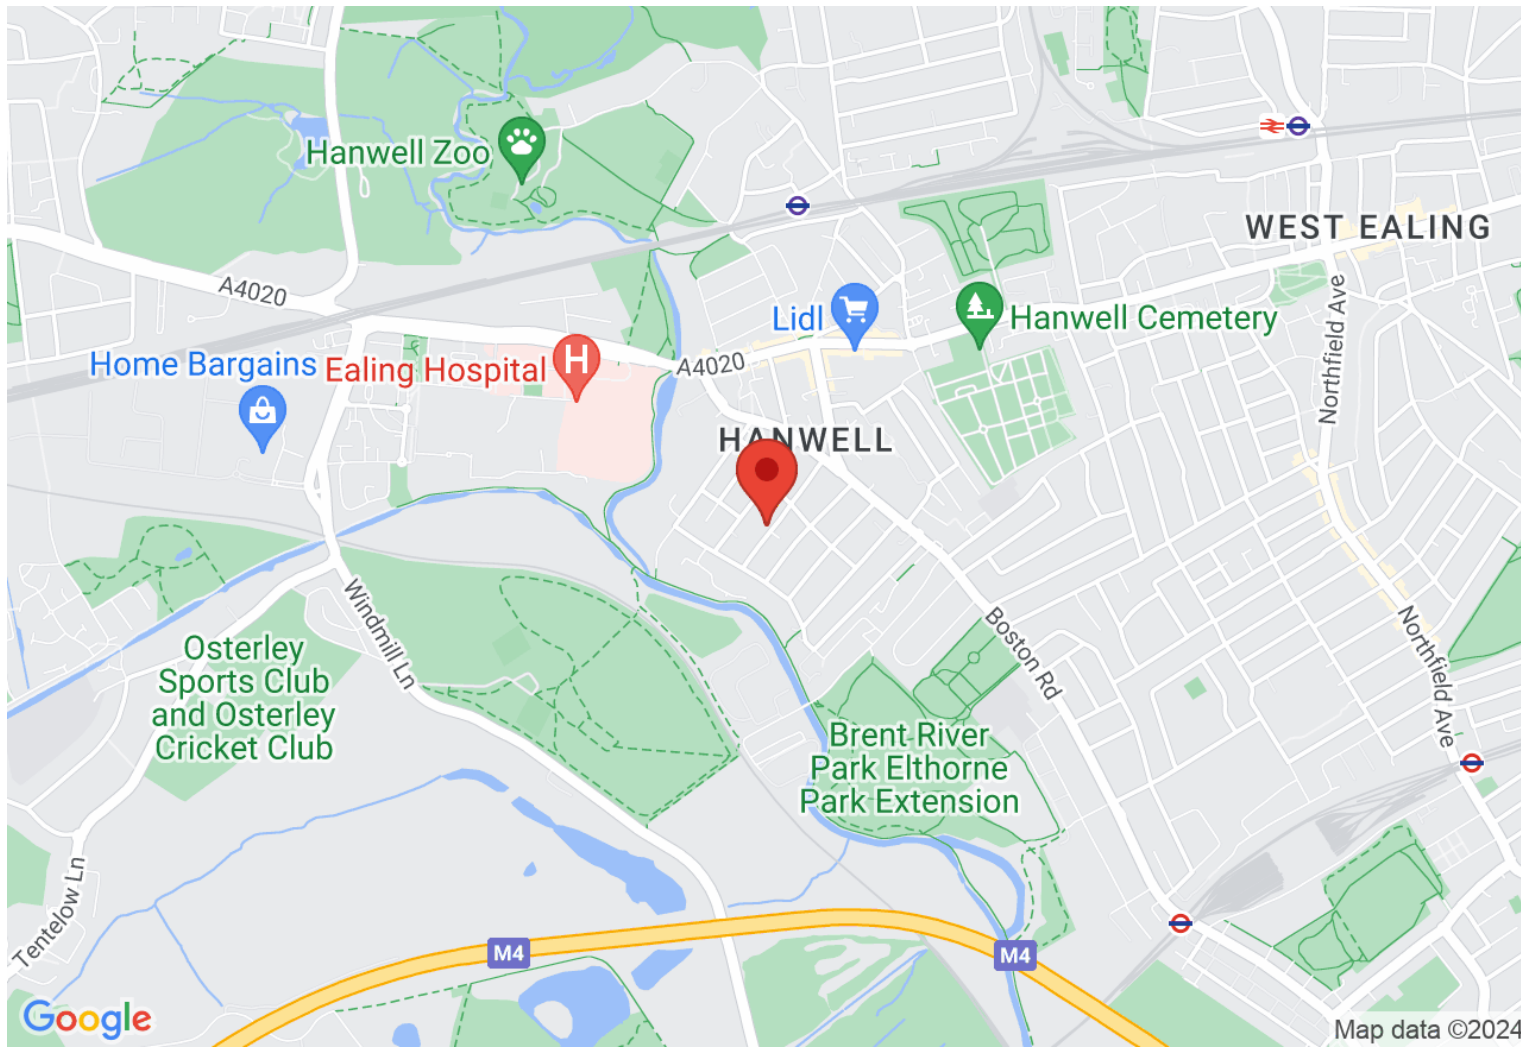 Hanwell Zoo
WEST EALING
A4020
Lidl
Hanwell Cemetery
Northfield Ave
Home Bargains
Ealing Hospital
H
A4020
HANWELL
Windmill Ln
Boston Rd
Northfield Ave
Osterley
Sports Club
and Osterley
Cricket Club
Brent River
Park Elthorne
Park Extension
Tentelow Ln
M4
M4
Google
Map data ©2024